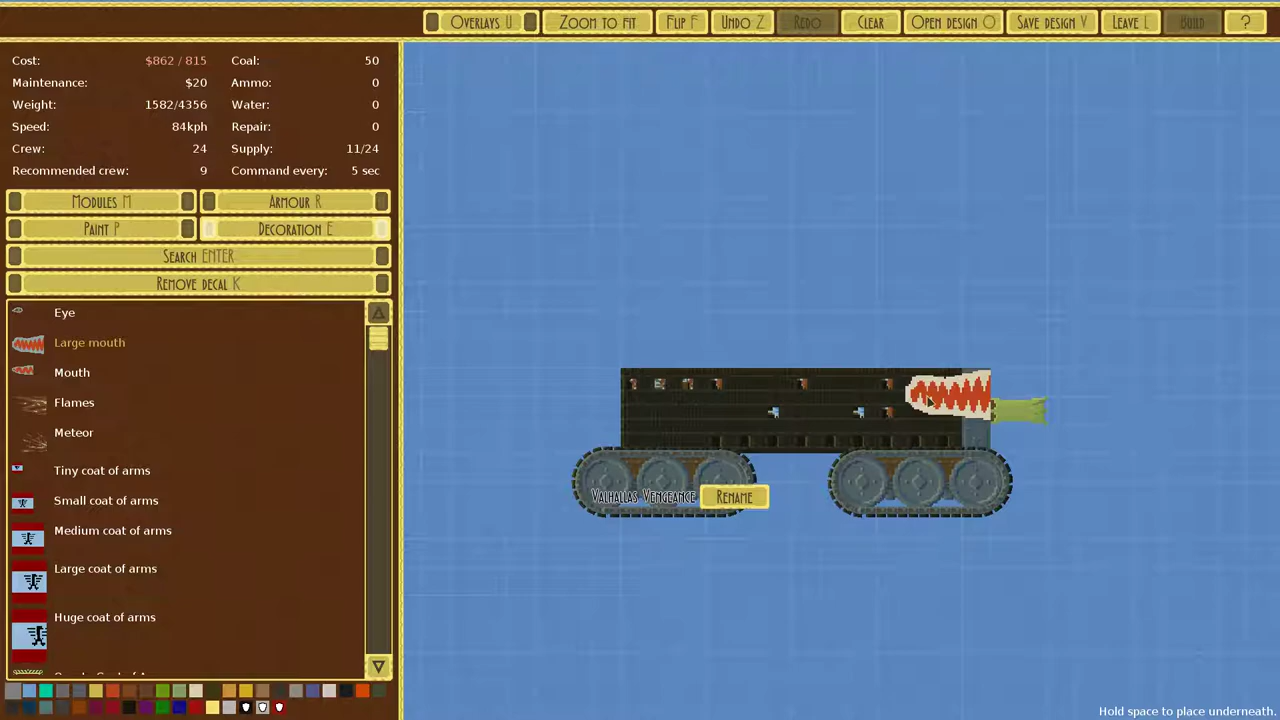 OVERLAYS U
ZOOM TO FIT
FLIP F
UNDO Z
REDO
CLEAR
OPEN DESIGN O
SAVE DESIGN V
LEAVE L
BUILD
?
Cost: $862 / 815 Coal: 50
Maintenance: $20 Ammo: 0
Weight: 1582/4356 Water: 0
Speed: 84kph Repair: 0
Crew: 24 Supply: 11/24
Recommended crew: 9 Command every: 5 sec
MODULES M
ARMOUR R
PAINT P
DECORATION E
SEARCH ENTER
REMOVE DECAL K
Eye
Large mouth
Mouth
Flames
Meteor
Tiny coat of arms
Small coat of arms
Medium coat of arms
Large coat of arms
Huge coat of arms
VALHALLAS VENGEANCE
RENAME
Hold space to place underneath.